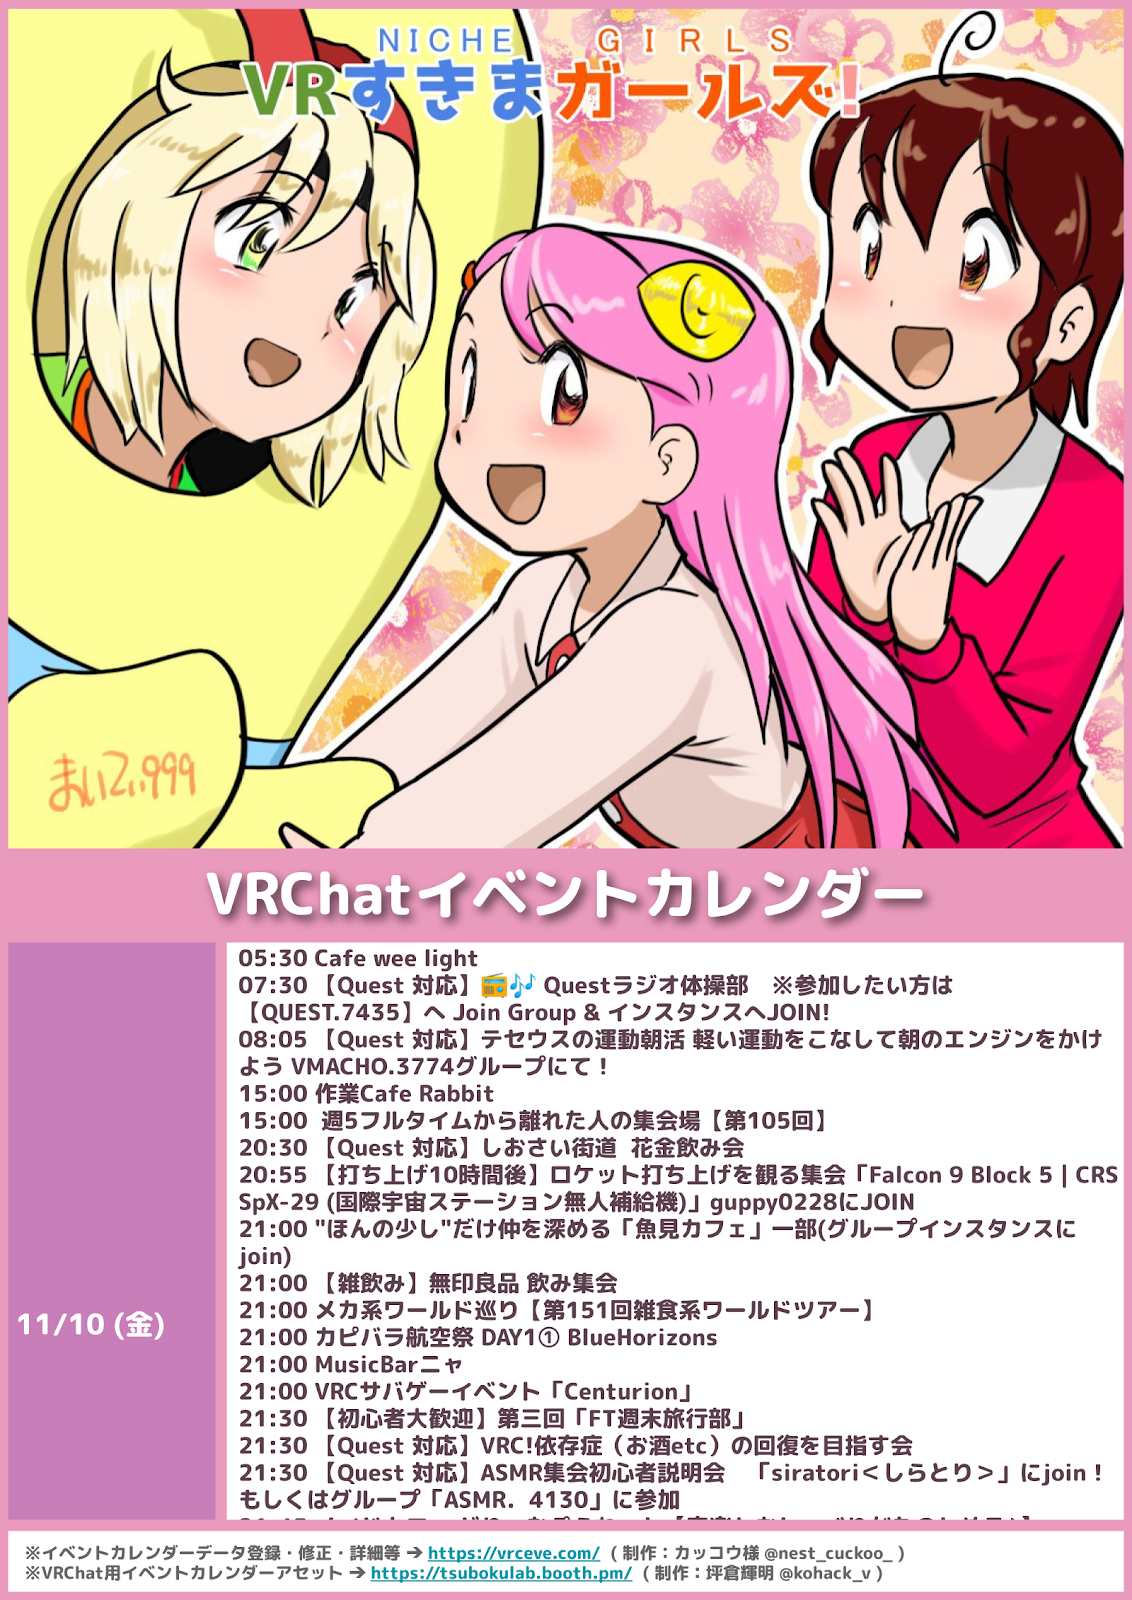 NICHE GIRLS
VRすきまガールズ!
まいてぃ999
VRChatイベントカレンダー
11/10 (金)
05:30 Cafe wee light
07:30 【Quest 対応】📻🎶 Questラジオ体操部　※参加したい方は
【QUEST.7435】へ Join Group & インスタンスへJOIN!
08:05 【Quest 対応】テセウスの運動朝活 軽い運動をこなして朝のエンジンをかけ
よう VMACHO.3774グループにて！
15:00 作業Cafe Rabbit
15:00 週5フルタイムから離れた人の集会場【第105回】
20:30 【Quest 対応】しおさい街道 花金飲み会
20:55 【打ち上げ10時間後】ロケット打ち上げを観る集会「Falcon 9 Block 5 | CRS
SpX-29 (国際宇宙ステーション無人補給機)」guppy0228にJOIN
21:00 "ほんの少し"だけ仲を深める「魚見カフェ」一部(グループインスタンスに
join)
21:00 【雑飲み】無印良品 飲み集会
21:00 メカ系ワールド巡り【第151回雑食系ワールドツアー】
21:00 カピバラ航空祭 DAY1① BlueHorizons
21:00 MusicBarニャ
21:00 VRCサバゲーイベント「Centurion」
21:30 【初心者大歓迎】第三回「FT週末旅行部」
21:30 【Quest 対応】VRC!依存症（お酒etc）の回復を目指す会
21:30 【Quest 対応】ASMR集会初心者説明会　「siratori＜しらとり＞」にjoin！
もしくはグループ「ASMR．4130」に参加
※イベントカレンダーデータ登録・修正・詳細等 ➔ https://vrceve.com/ （ 制作：カッコウ様 @nest_cuckoo_ ）
※VRChat用イベントカレンダーアセット ➔ https://tsubokulab.booth.pm/ （ 制作：坪倉輝明 @kohack_v ）